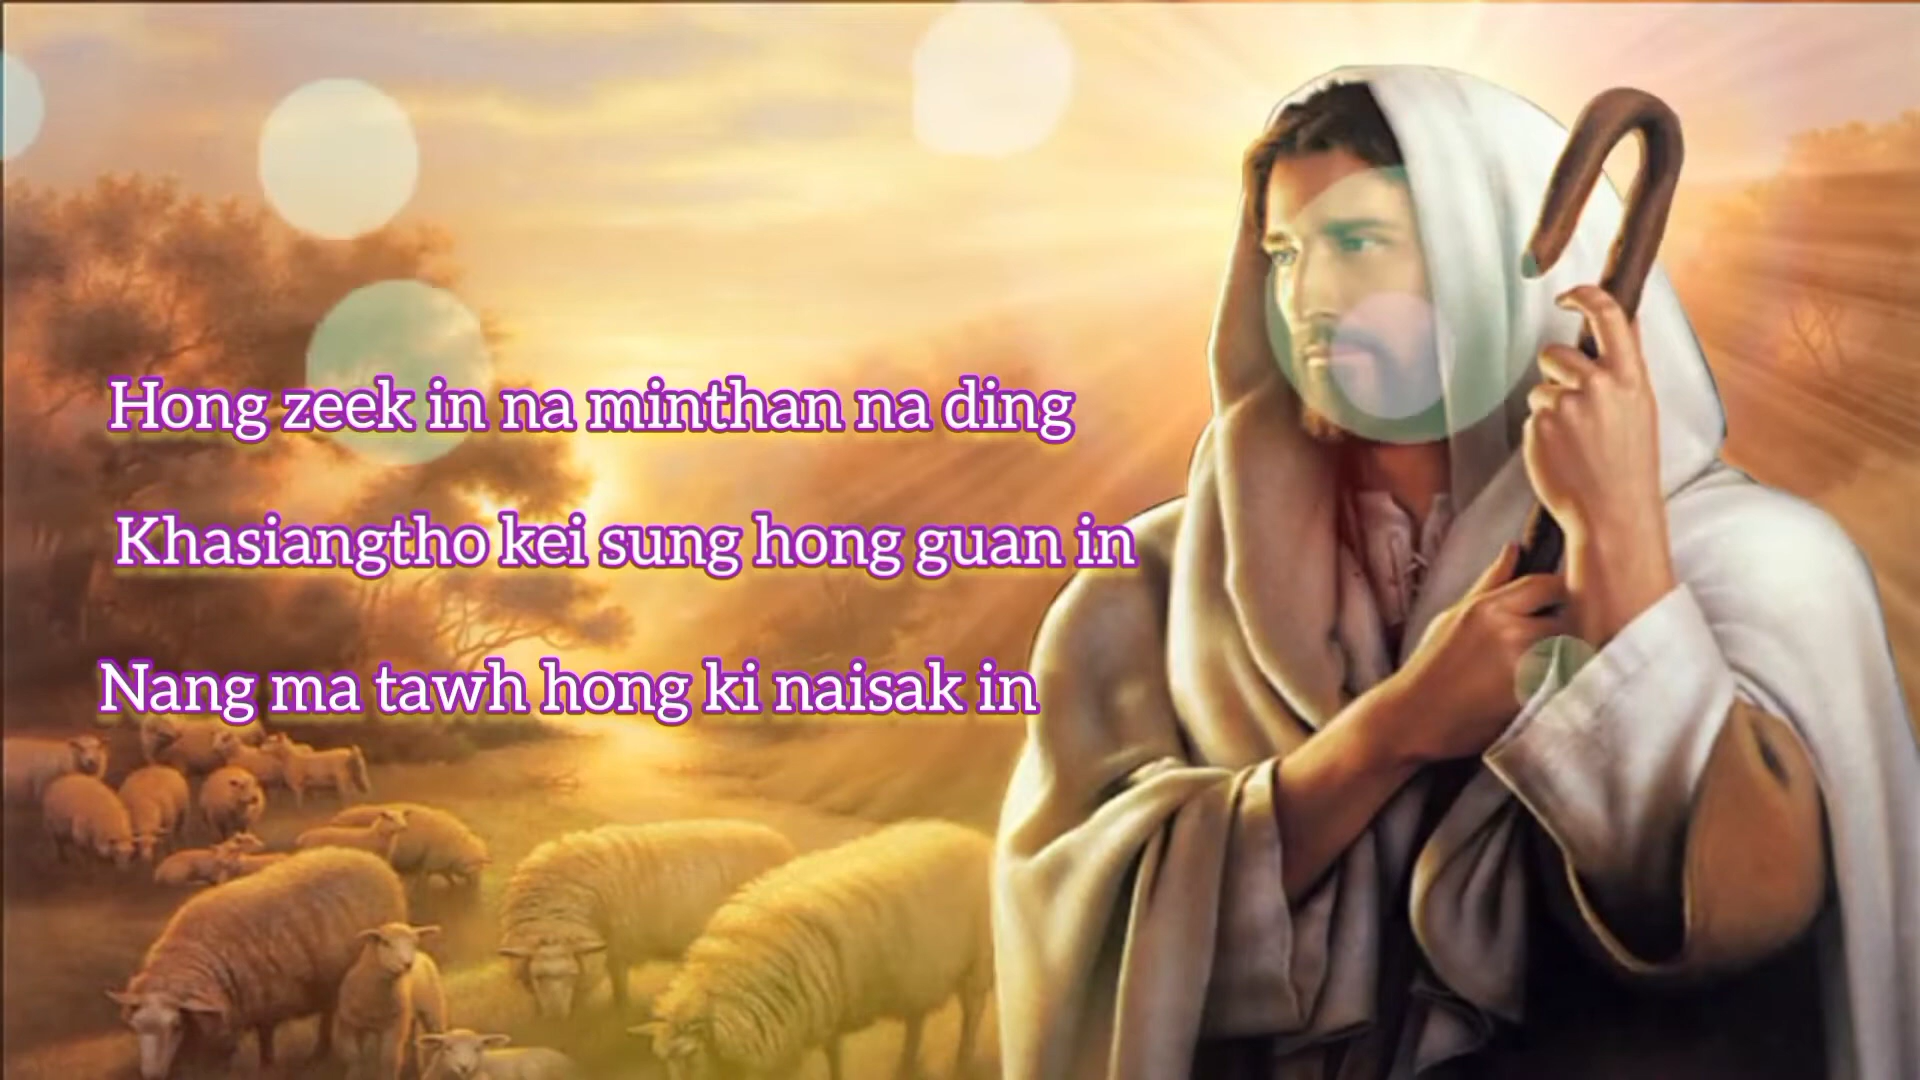 Hong zeek in na minthan na ding
Khasiangtho kei sung hong guan in
Nang ma tawh hong ki naisak in